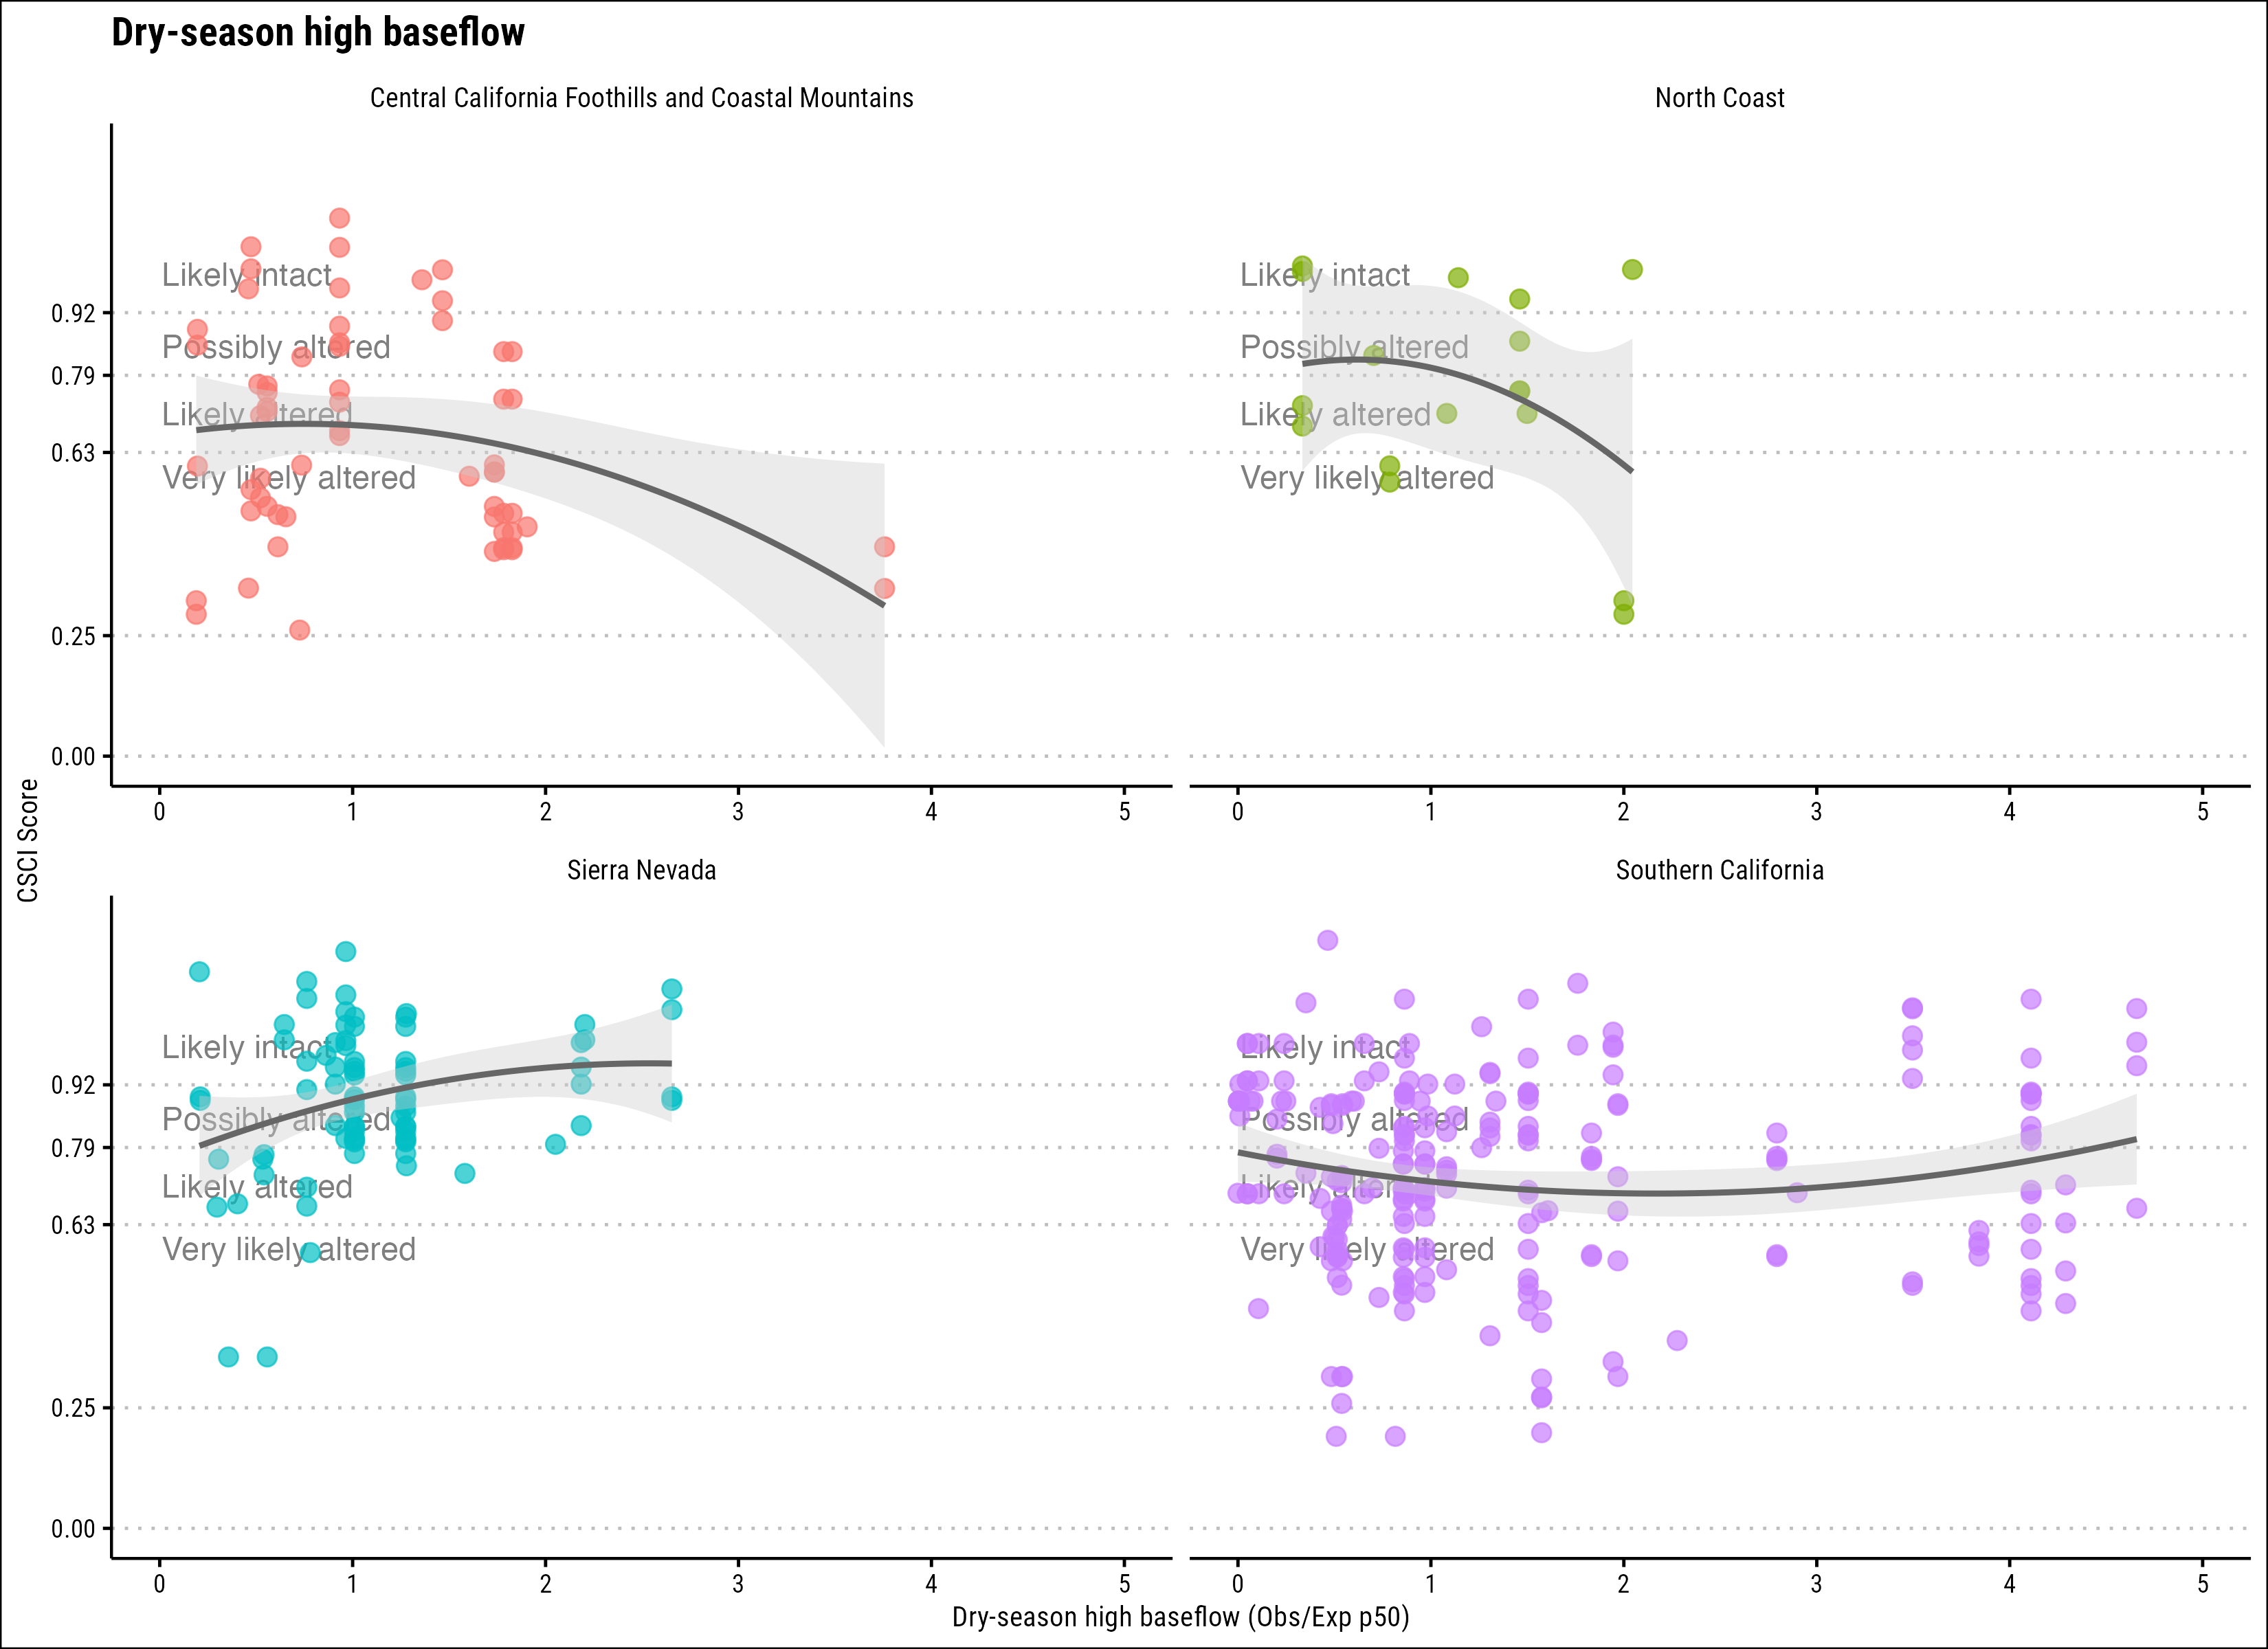 Dry-season high baseflow
Central California Foothills and Coastal Mountains
North Coast
Likely intact
Likely intact
0.92
Possibly altered
Possibly altered
0.79
Likely altered
Likely altered
0.63
Very likely altered
Very likely altered
0.25
0.00
0 1 2 3 4 5
0 1 2 3 4 5
CSCI Score
Sierra Nevada
Southern California
Likely intact
Likely intact
0.92
Possibly altered
Possibly altered
0.79
Likely altered
Likely altered
0.63
Very likely altered
Very likely altered
0.25
0.00
0 1 2 3 4 5
0 1 2 3 4 5
Dry-season high baseflow (Obs/Exp p50)